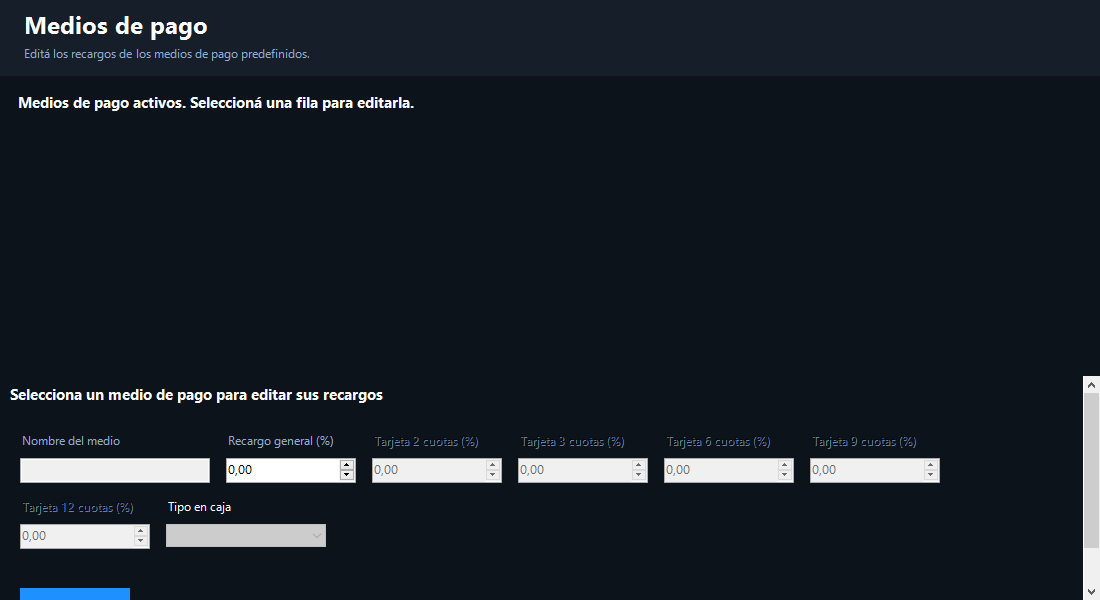 Medios de pago
Editá los recargos de los medios de pago predefinidos.
Medios de pago activos. Seleccioná una fila para editarla.
Selecciona un medio de pago para editar sus recargos
Nombre del medio Recargo general (%) Tarjeta 2 cuotas (%) Tarjeta 3 cuotas (%) Tarjeta 6 cuotas (%) Tarjeta 9 cuotas (%)
0,00 0,00 0,00 0,00 0,00
Tarjeta 12 cuotas (%) Tipo en caja
0,00